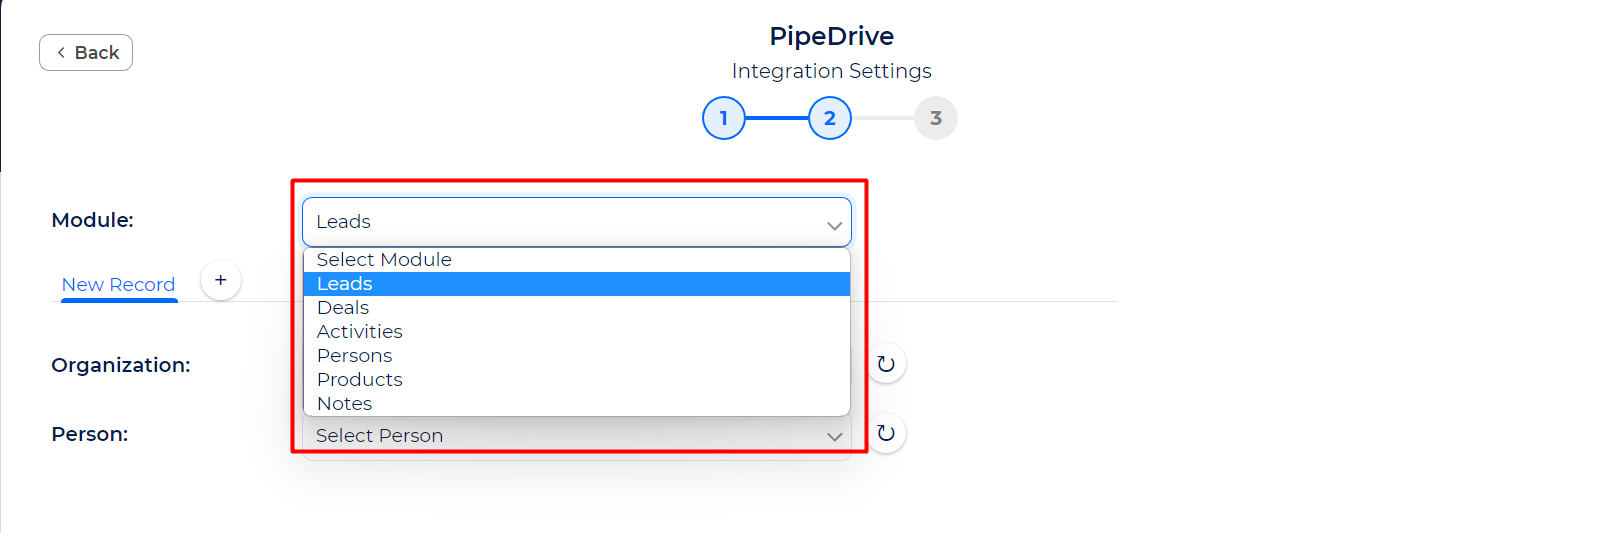 Back
PipeDrive
Integration Settings
1 2 3
Module:
Leads
Select Module
New Record +
Leads
Deals
Activities
Persons
Organization:
Products
Notes
Person:
Select Person